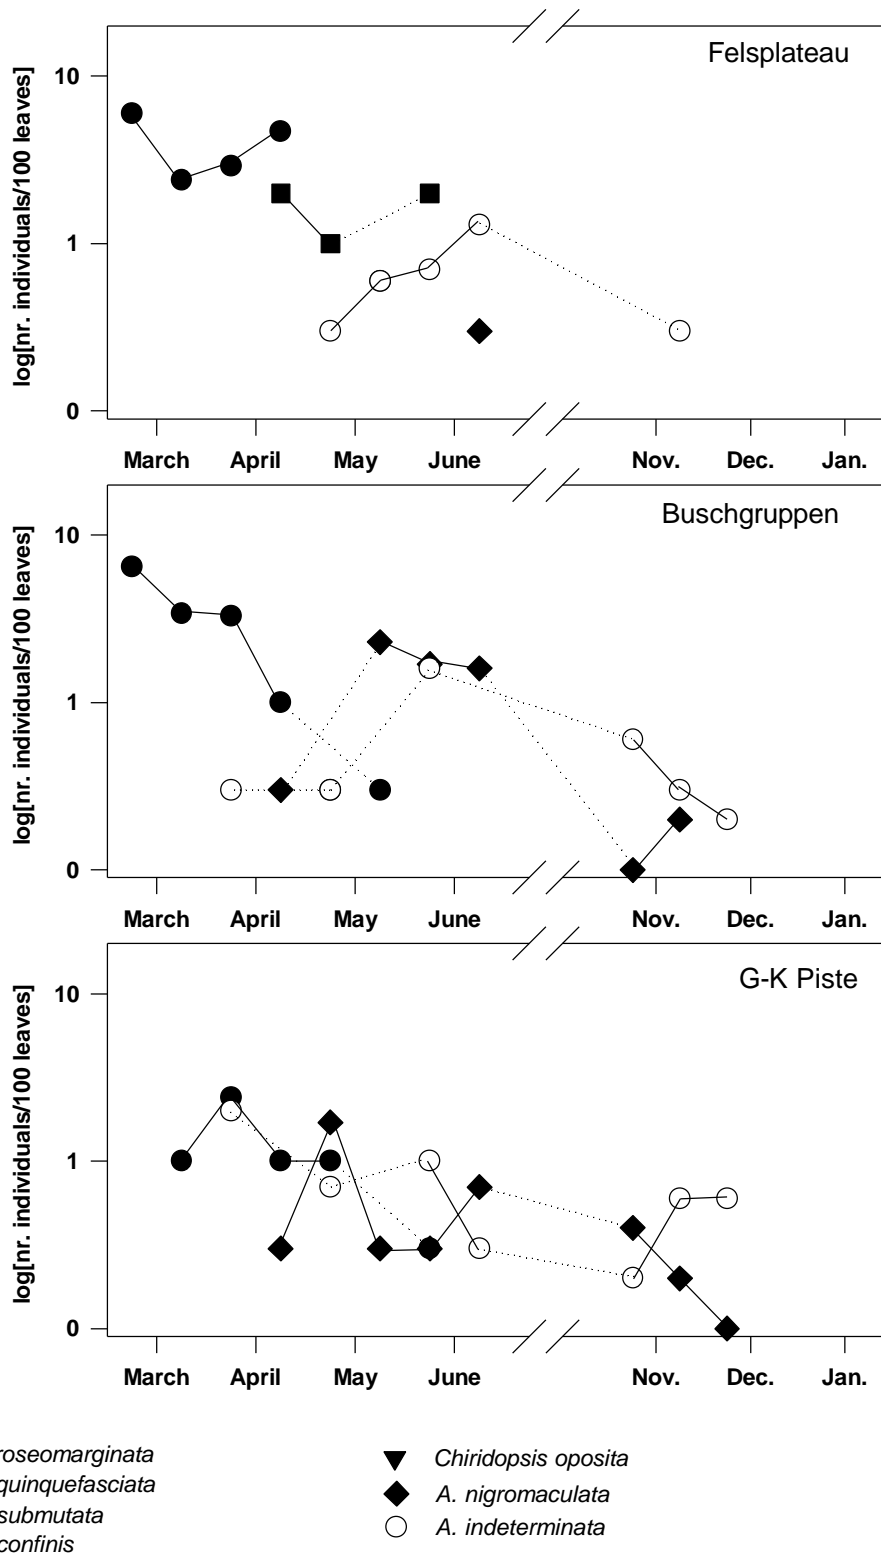 Felsplateau
10
1
0
log[nr. individuals/100 leaves]
March April May June Nov. Dec. Jan.
Buschgruppen
10
1
0
log[nr. individuals/100 leaves]
March April May June Nov. Dec. Jan.
G-K Piste
10
1
0
log[nr. individuals/100 leaves]
March April May June Nov. Dec. Jan.
roseomarginata
quinquefasciata
submutata
confinis
Chiridopsis oposita
A. nigromaculata
A. indeterminata